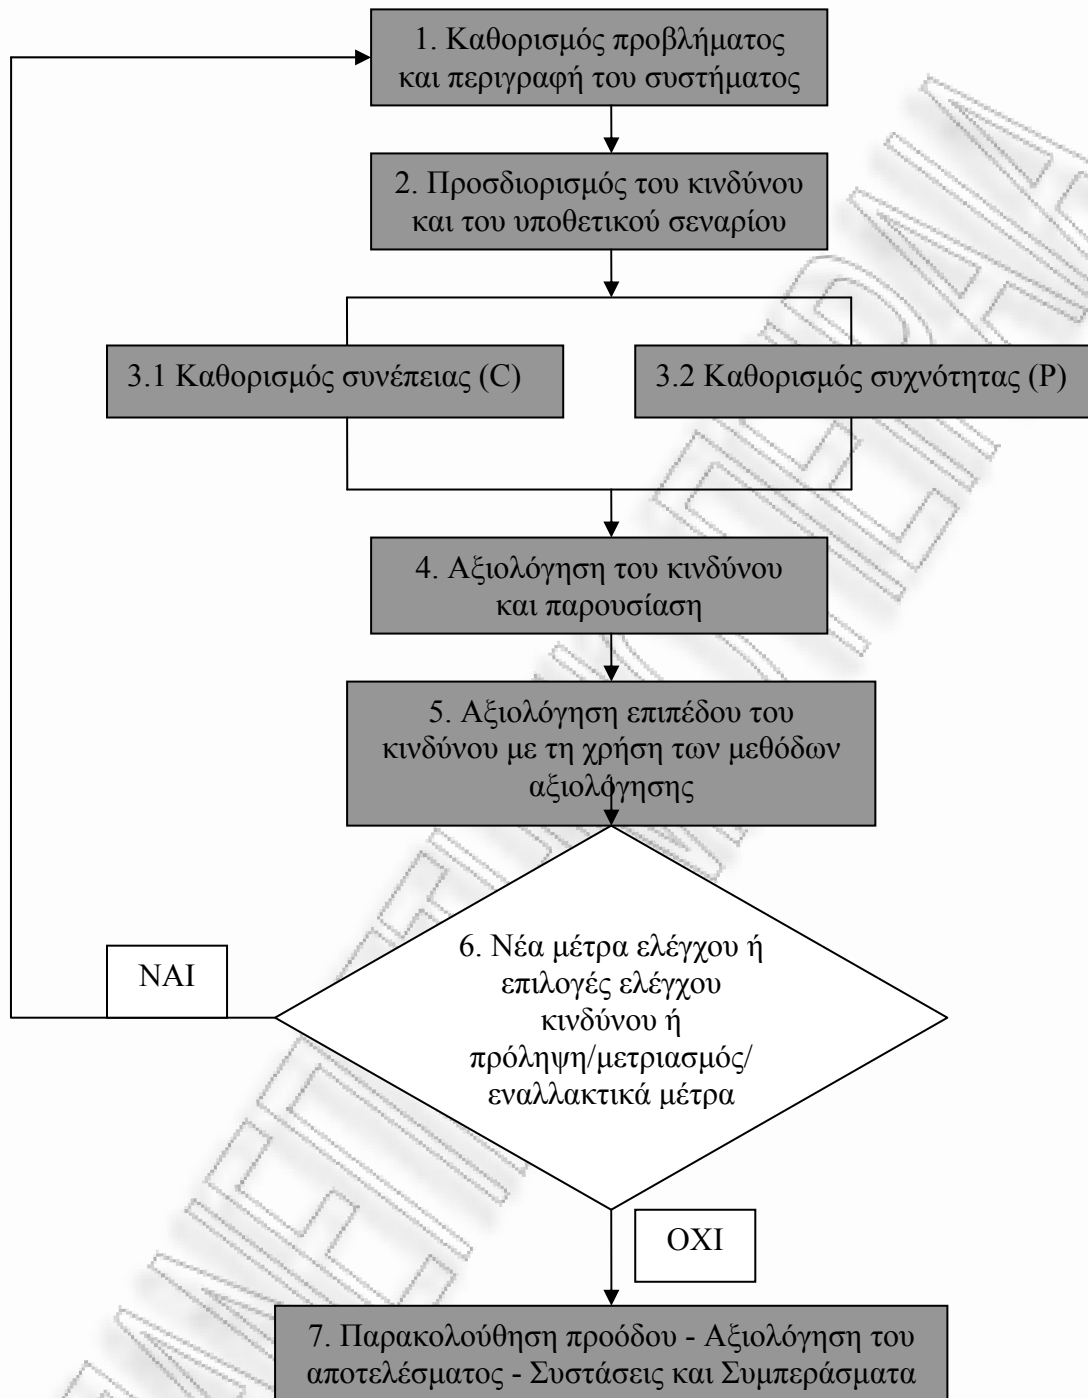 1. Καθορισμός προβλήματος
και περιγραφή του συστήματος
2. Προσδιορισμός του κινδύνου
και του υποθετικού σεναρίου
3.1 Καθορισμός συνέπειας (C)
3.2 Καθορισμός συχνότητας (P)
4. Αξιολόγηση του κινδύνου
και παρουσίαση
5. Αξιολόγηση επιπέδου του
κινδύνου με τη χρήση των μεθόδων
αξιολόγησης
6. Νέα μέτρα ελέγχου ή
επιλογές ελέγχου
κινδύνου ή
πρόληψη/μετριασμός/
εναλλακτικά μέτρα
ΝΑΙ
ΟΧΙ
7. Παρακολούθηση προόδου - Αξιολόγηση του
αποτελέσματος - Συστάσεις και Συμπεράσματα